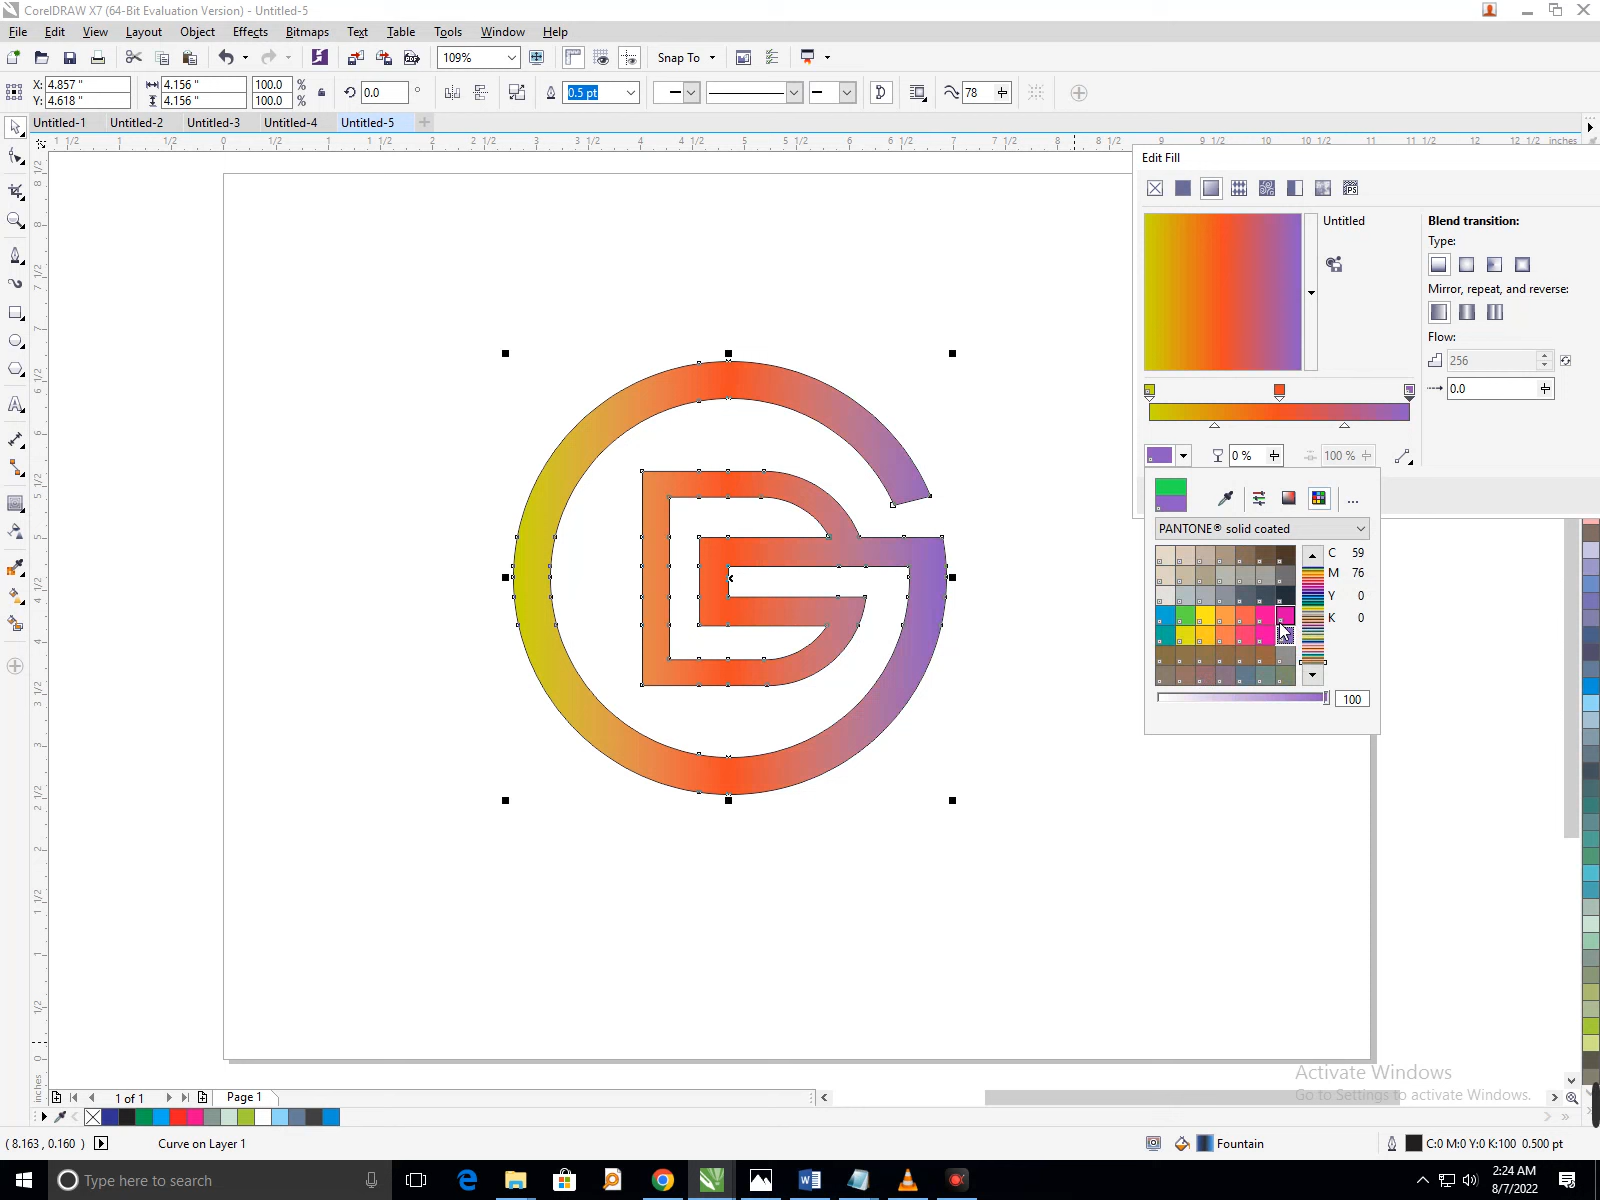 CorelDRAW X7 (64-Bit Evaluation Version) - Untitled-5
File Edit View Layout Object Effects Bitmaps Text Table Tools Window Help
109% Snap To
X: 4.857 " 4.156 " 100.0 % 0.0 ° 0.5 pt 78
Y: 4.618 " 4.156 " 100.0 %
Untitled-1 Untitled-2 Untitled-3 Untitled-4 Untitled-5
inches
Edit Fill
Untitled
Blend transition:
Type:
Mirror, repeat, and reverse:
Flow:
256
0.0
0 % 100 %
PANTONE® solid coated
C 59
M 76
Y 0
K 0
100
Activate Windows
Go to Settings to activate Windows.
inches
1 of 1 Page 1
( 8.163 , 0.160 ) Curve on Layer 1 Fountain C:0 M:0 Y:0 K:100 0.500 pt
Type here to search
2:24 AM
8/7/2022